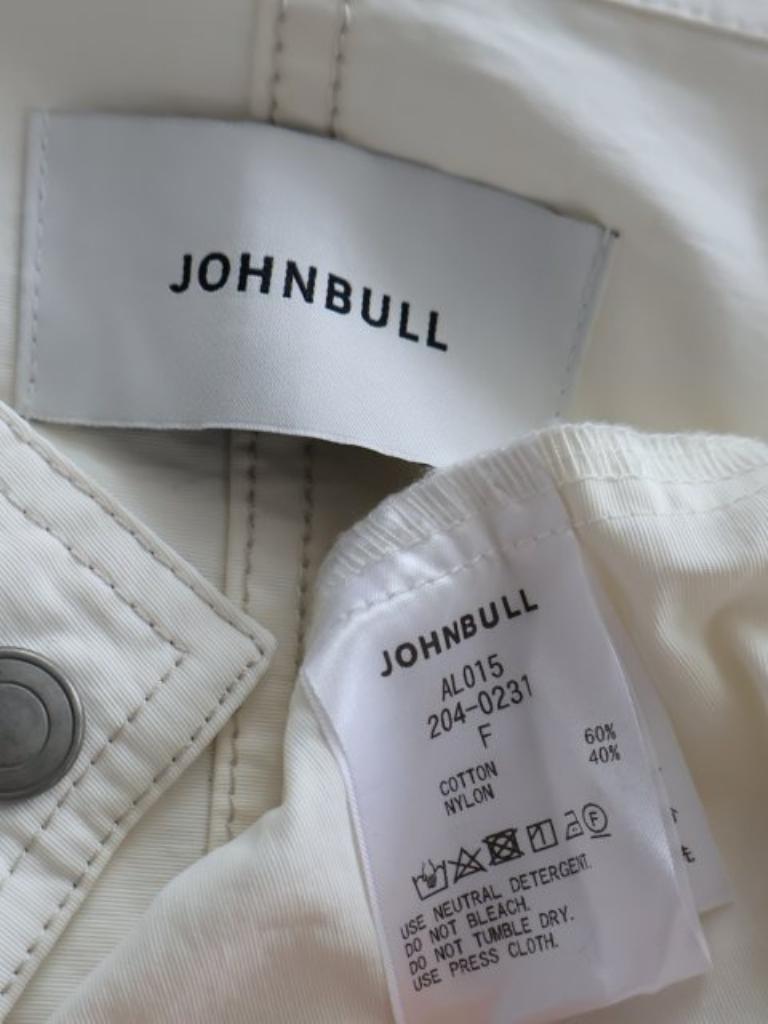 JOHNBULL
JOHNBULL
AL015
204-0231
F
COTTON 60%
NYLON 40%
F
USE NEUTRAL DETERGENT.
DO NOT BLEACH.
DO NOT TUMBLE DRY.
USE PRESS CLOTH.